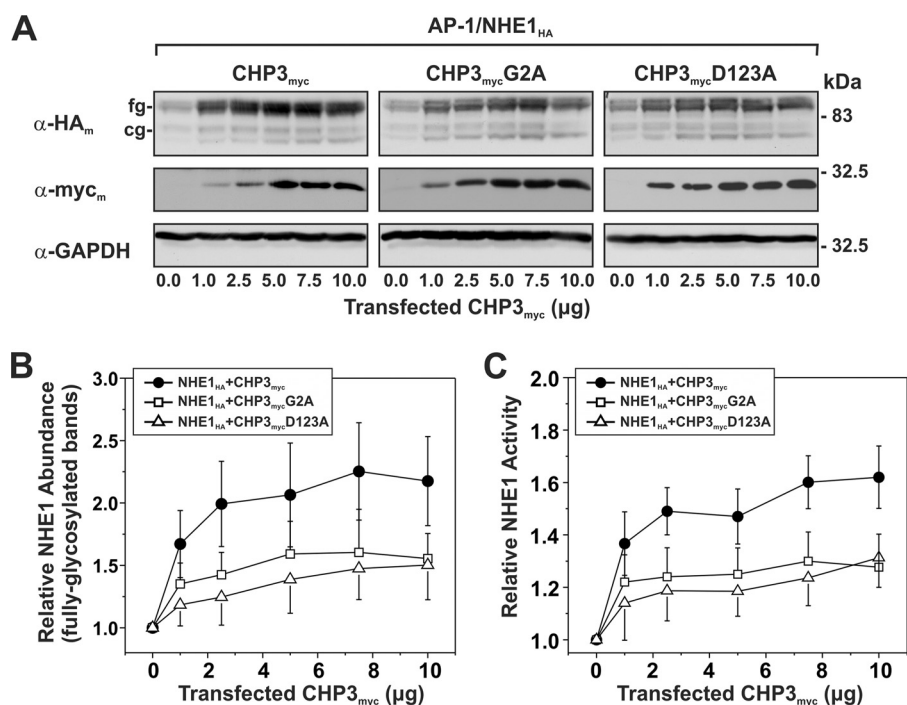 A
AP-1/NHE1HA
CHP3myc CHP3mycG2A CHP3mycD123A kDa
fg-
α-HAm
cg-
- 83
α-mycm
- 32.5
α-GAPDH
- 32.5
0.0 1.0 2.5 5.0 7.5 10.0 0.0 1.0 2.5 5.0 7.5 10.0 0.0 1.0 2.5 5.0 7.5 10.0
Transfected CHP3myc (µg)
B
Relative NHE1 Abundance
(fully-glycosylated bands)
3.0
2.5
2.0
1.5
1.0
NHE1HA+CHP3myc
NHE1HA+CHP3mycG2A
NHE1HA+CHP3mycD123A
0 2 4 6 8 10
Transfected CHP3myc (µg)
C
Relative NHE1 Activity
2.0
1.8
1.6
1.4
1.2
1.0
NHE1HA+CHP3myc
NHE1HA+CHP3mycG2A
NHE1HA+CHP3mycD123A
0 2 4 6 8 10
Transfected CHP3myc (µg)